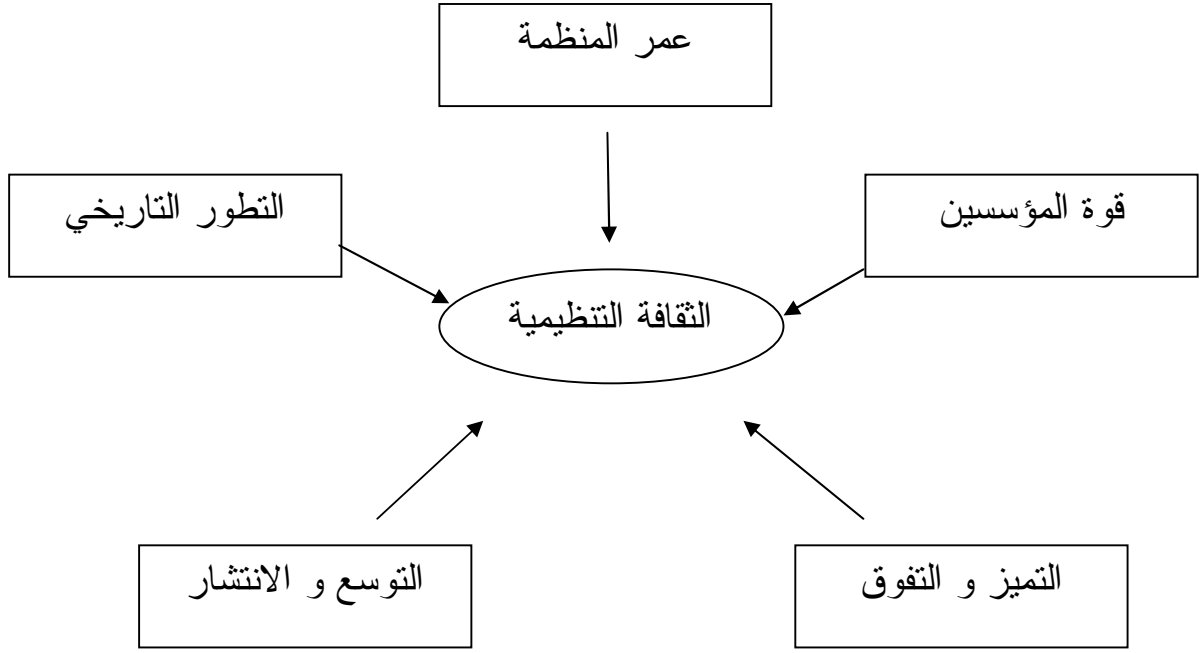 عمر المنظمة
قوة المؤسسين
التطور التاريخي
الثقافة التنظيمية
التميز و التفوق
التوسع و الانتشار